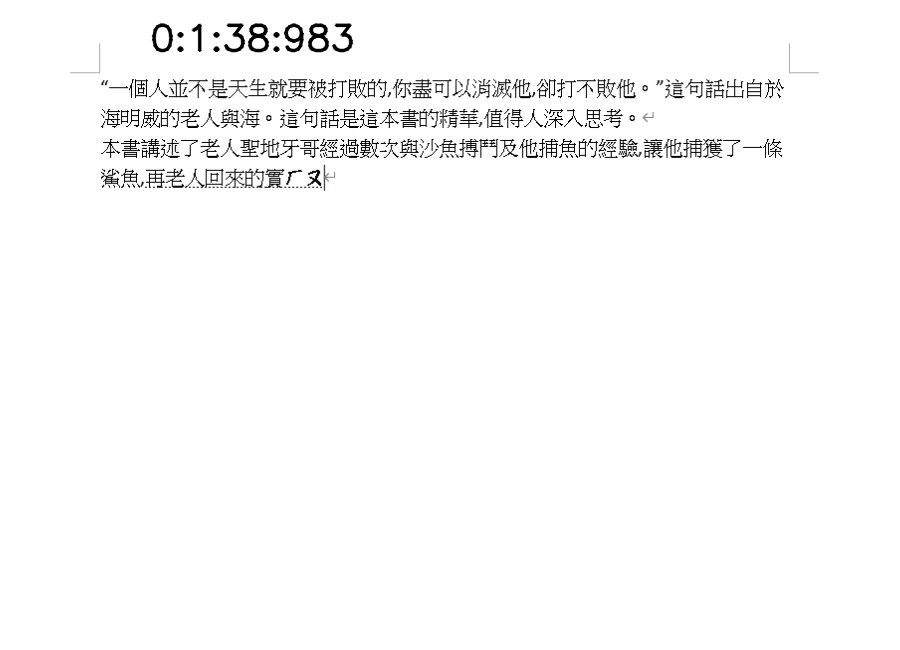 0:1:38:983
“一個人並不是天生就要被打敗的,你盡可以消滅他,卻打不敗他。”這句話出自於
海明威的老人與海。這句話是這本書的精華,值得人深入思考。
本書講述了老人聖地牙哥經過數次與沙魚搏鬥及他捕魚的經驗,讓他捕獲了一條
鯊魚,再老人回來的實ㄏㄡ